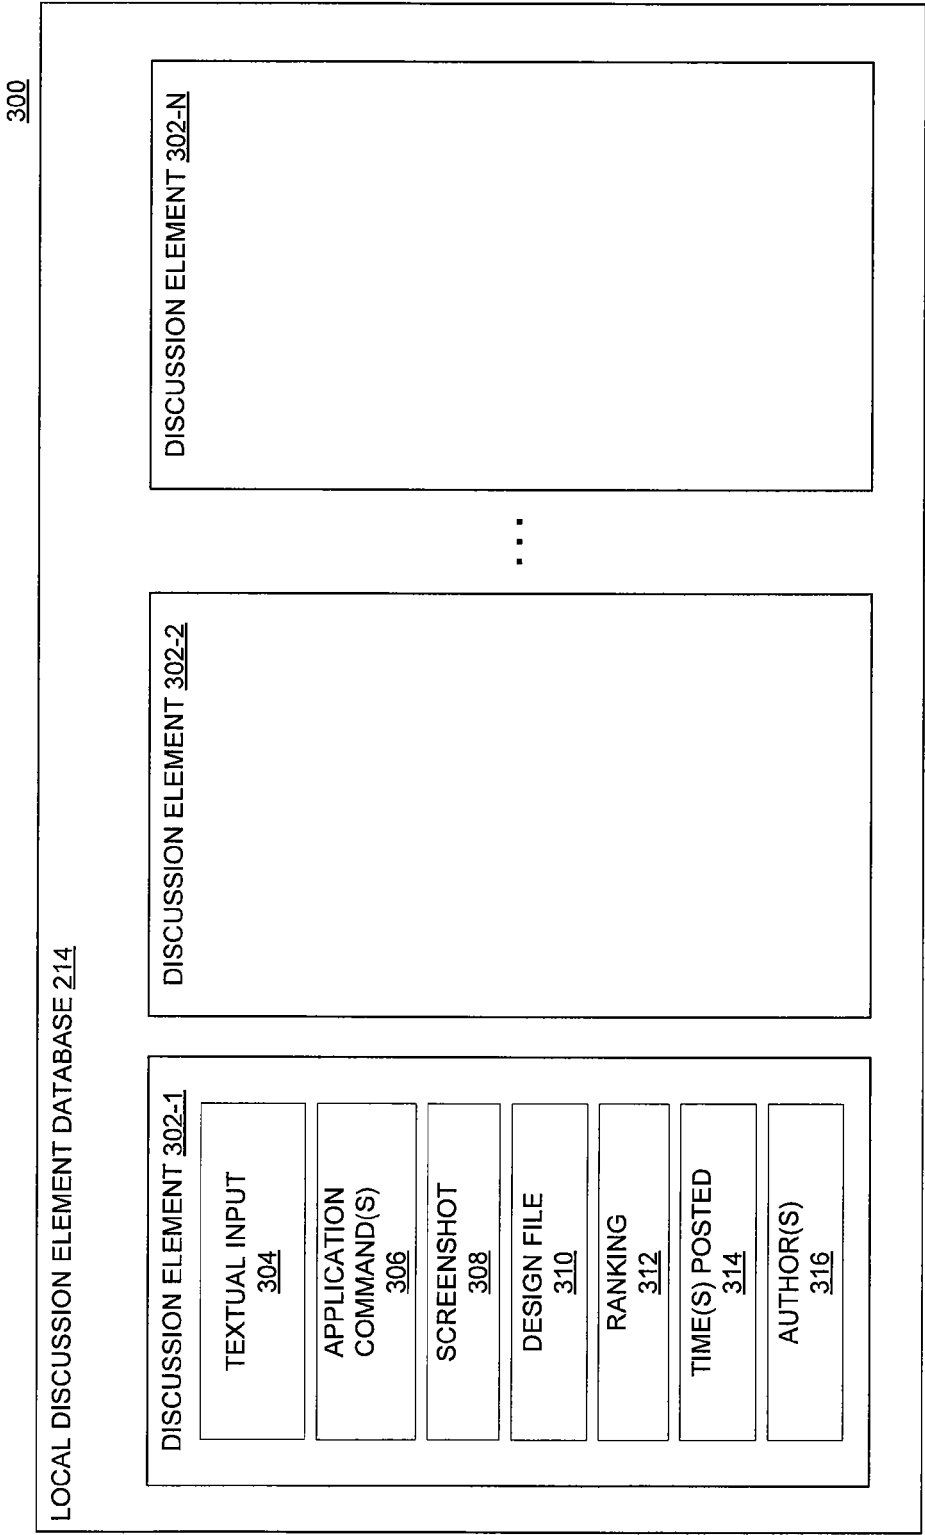 300
LOCAL DISCUSSION ELEMENT DATABASE 214
DISCUSSION ELEMENT 302-1
TEXTUAL INPUT
304
APPLICATION
COMMAND(S)
306
SCREENSHOT
308
DESIGN FILE
310
RANKING
312
TIME(S) POSTED
314
AUTHOR(S)
316
DISCUSSION ELEMENT 302-2
...
DISCUSSION ELEMENT 302-N